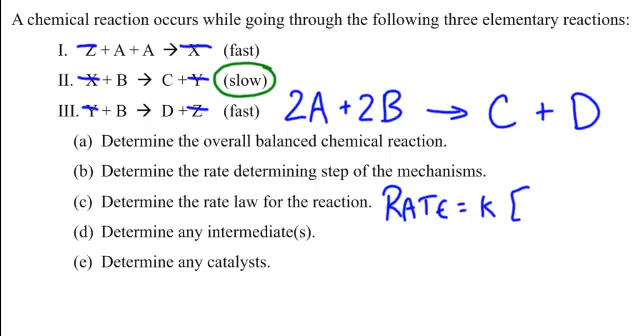 A chemical reaction occurs while going through the following three elementary reactions:
I. Z + A + A → X (fast)
II. X + B → C + Y (slow)
III. Y + B → D + Z (fast) 2A + 2B → C + D
(a) Determine the overall balanced chemical reaction.
(b) Determine the rate determining step of the mechanisms.
(c) Determine the rate law for the reaction. RATE = K [
(d) Determine any intermediate(s).
(e) Determine any catalysts.